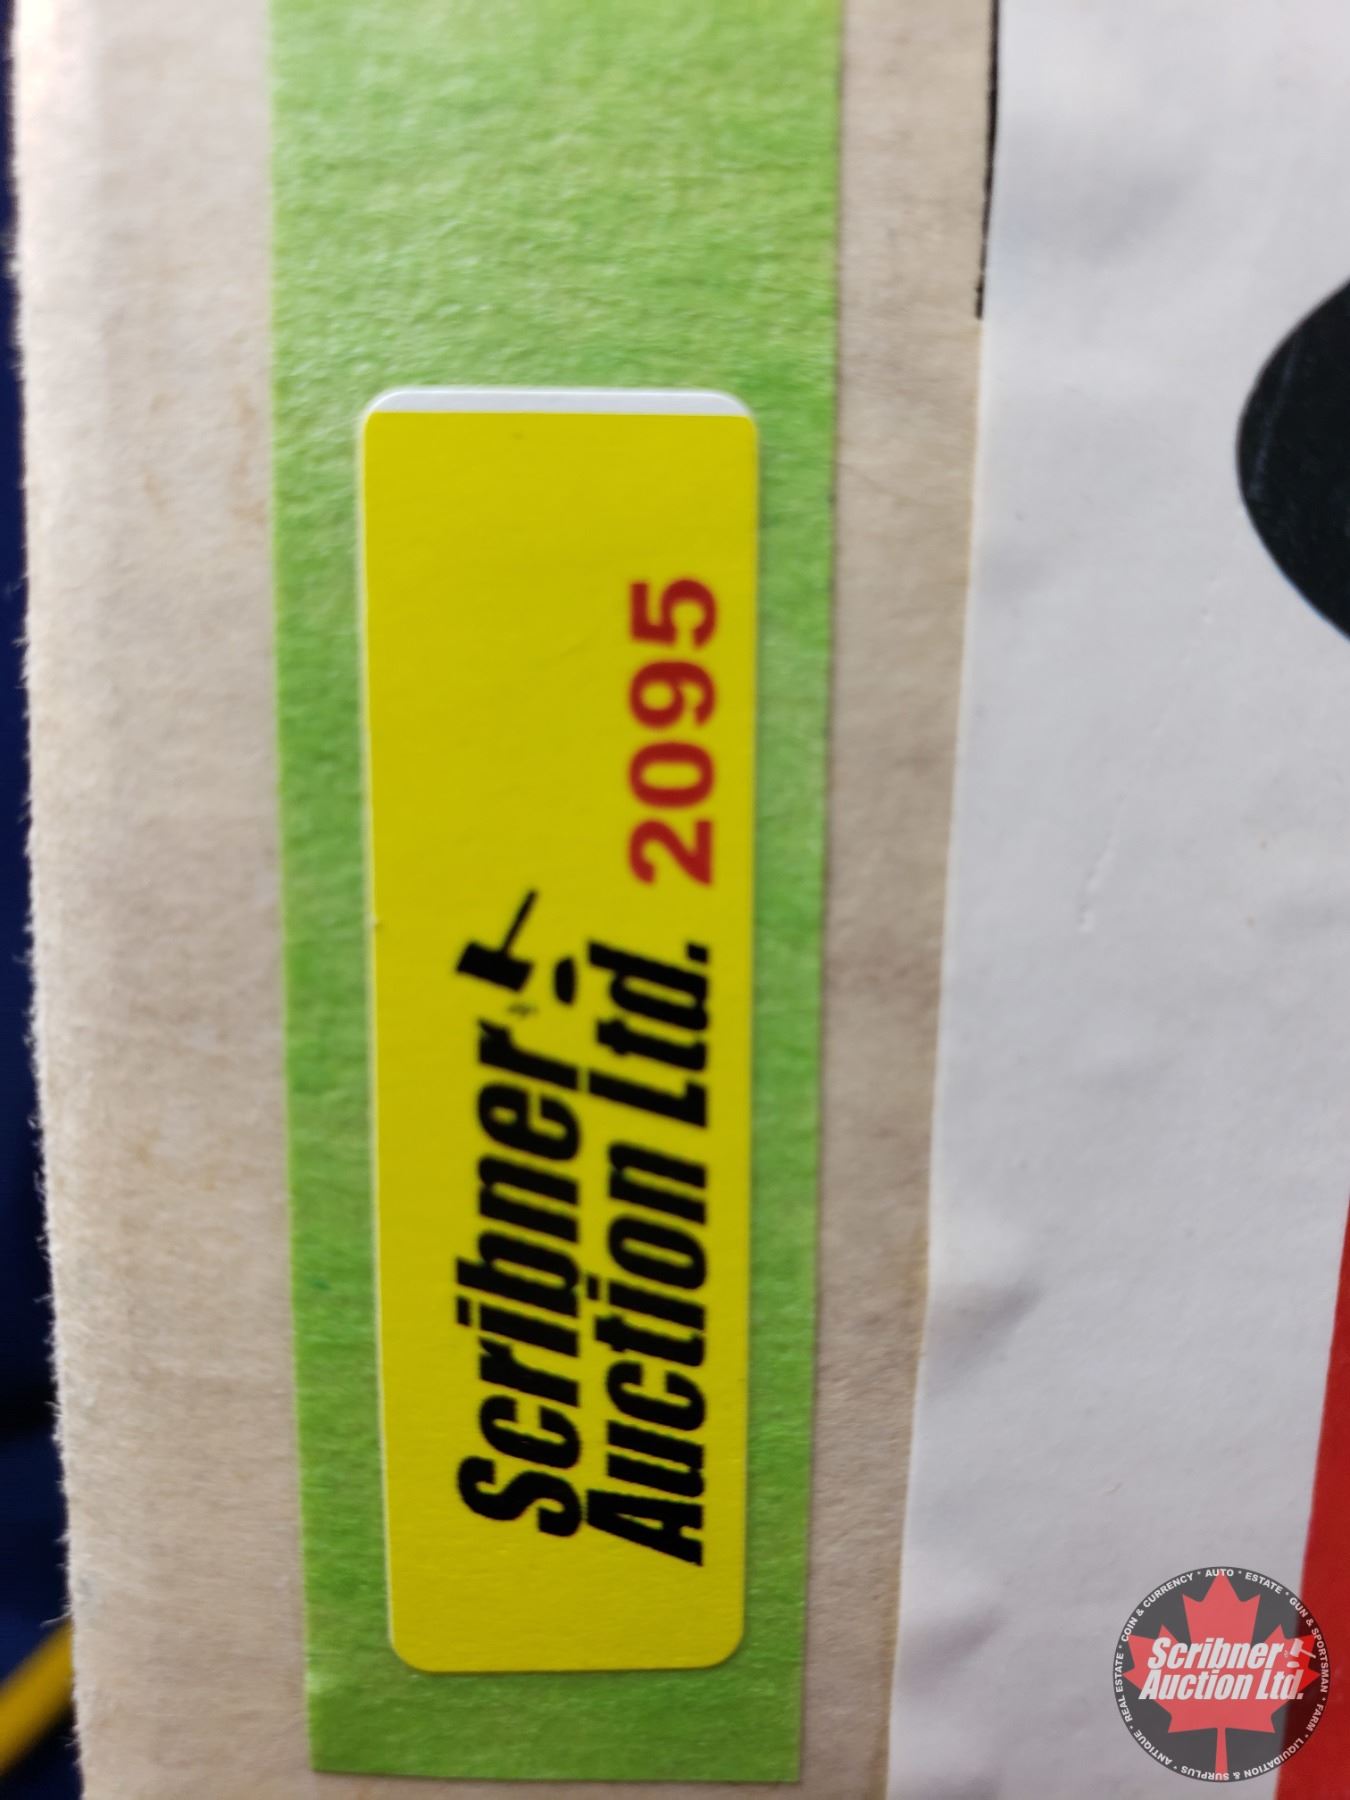 Scribner
Auction Ltd. 2095
COIN & CURRENCY * AUTO * ESTATE * GUN & SPORTSMAN * FARM * LIQUIDATION & SURPLUS * ANTIQUE * REAL ESTATE *
Scribner
Auction Ltd.